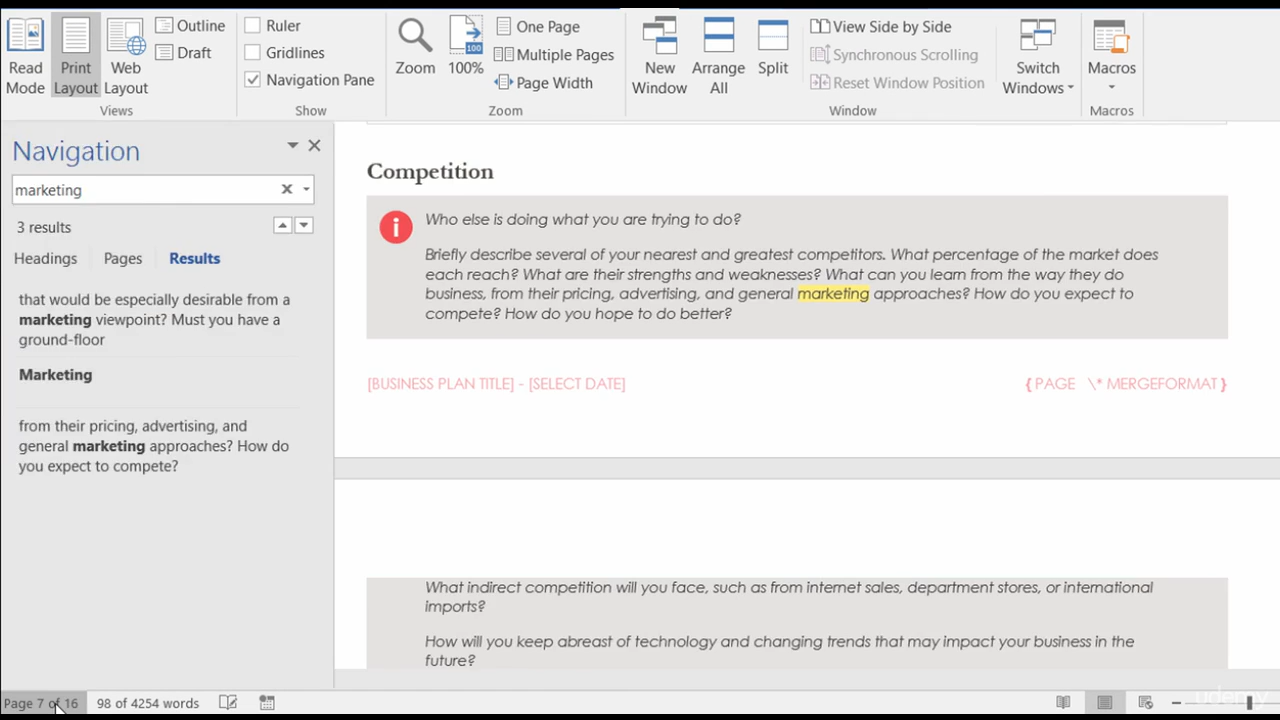 Read Mode
Print Layout
Web Layout
Outline
Draft
Views
Ruler
Gridlines
Navigation Pane
Show
Zoom
100
100%
One Page
Multiple Pages
Page Width
Zoom
New Window
Arrange All
Split
View Side by Side
Synchronous Scrolling
Reset Window Position
Window
Switch Windows
Macros
Macros
Navigation
marketing
3 results
Headings Pages Results
that would be especially desirable from a
marketing viewpoint? Must you have a
ground-floor
Marketing
from their pricing, advertising, and
general marketing approaches? How do
you expect to compete?
Competition
i
Who else is doing what you are trying to do?
Briefly describe several of your nearest and greatest competitors. What percentage of the market does
each reach? What are their strengths and weaknesses? What can you learn from the way they do
business, from their pricing, advertising, and general marketing approaches? How do you expect to
compete? How do you hope to do better?
[BUSINESS PLAN TITLE] - [SELECT DATE] { PAGE \* MERGEFORMAT }
What indirect competition will you face, such as from internet sales, department stores, or international
imports?
How will you keep abreast of technology and changing trends that may impact your business in the
future?
Page 7 of 16 98 of 4254 words
udemy